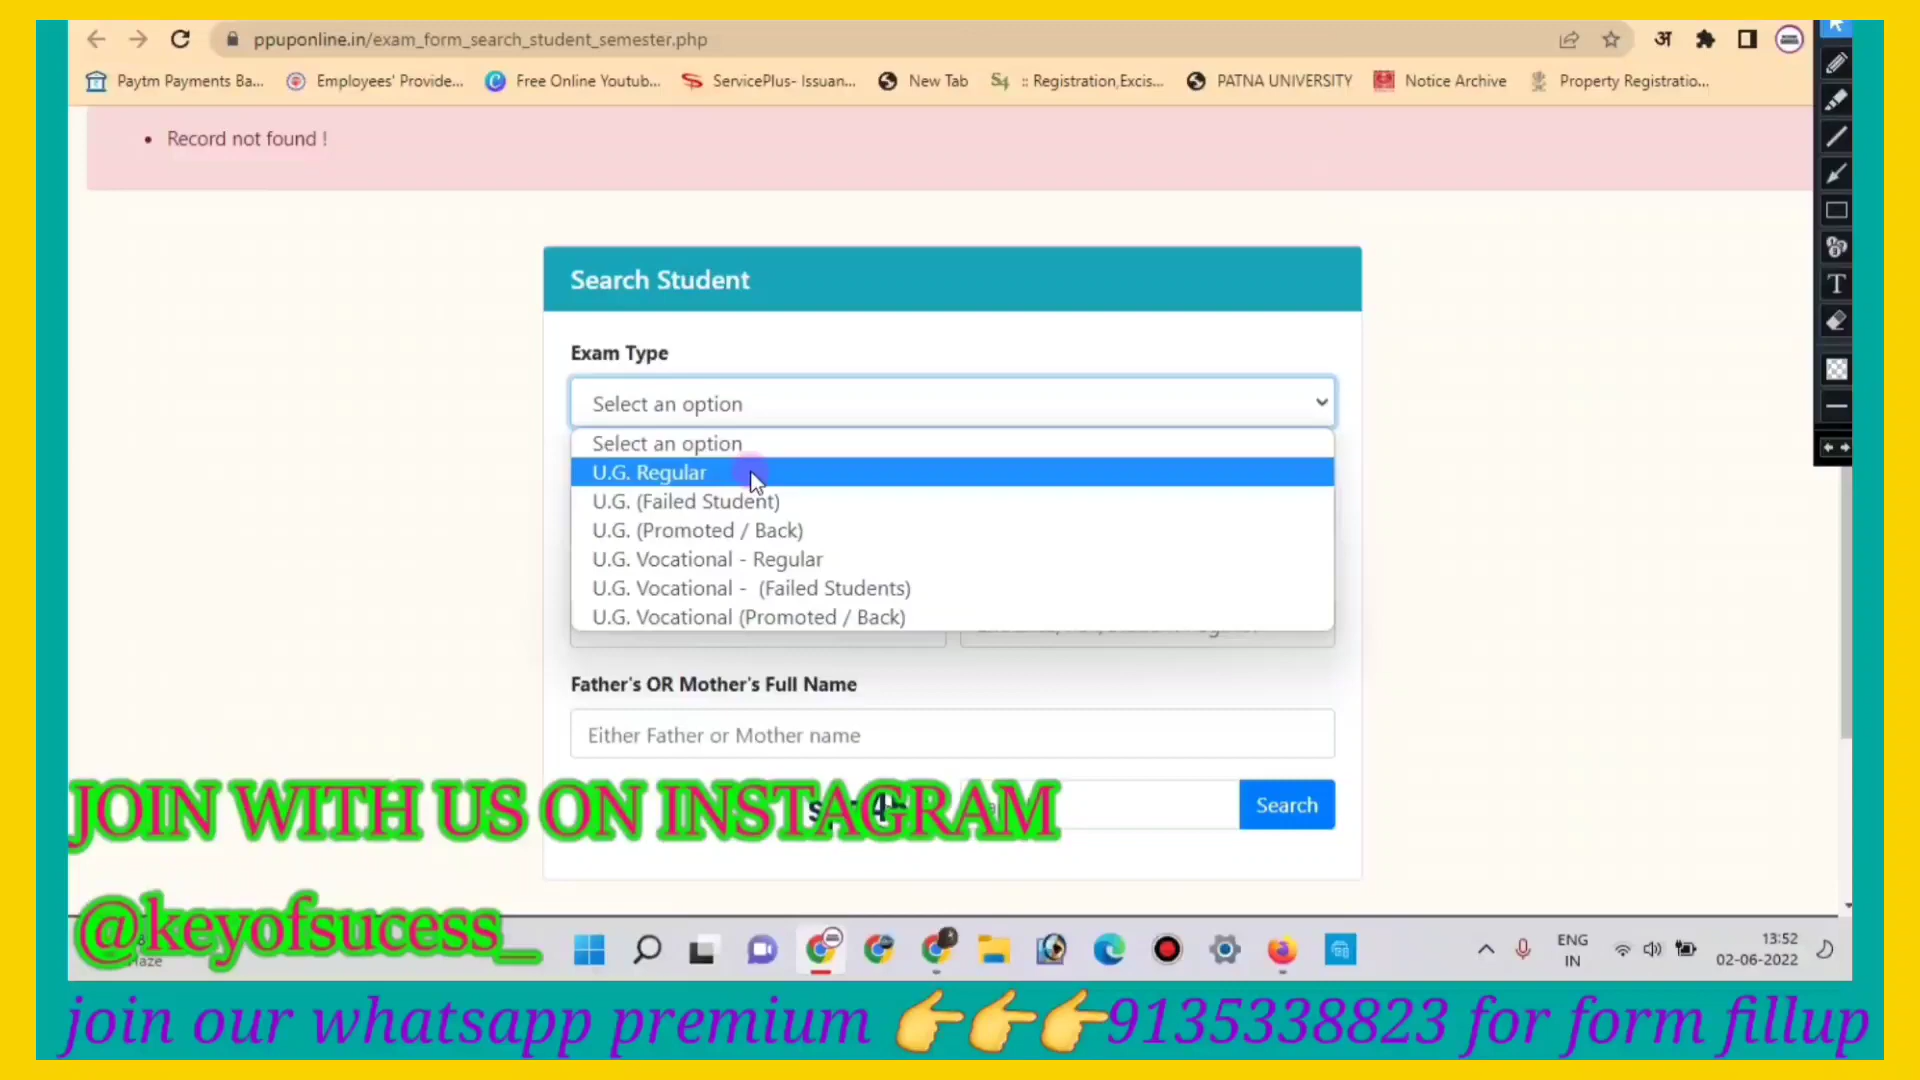 ppuponline.in/exam_form_search_student_semester.php
अ
Paytm Payments Ba... Employees' Provide... Free Online Youtub... ServicePlus- Issuan... New Tab :: Registration,Excis... PATNA UNIVERSITY Notice Archive Property Registratio...
• Record not found !
Search Student
Exam Type
Select an option
Select an option
U.G. Regular
U.G. (Failed Student)
U.G. (Promoted / Back)
U.G. Vocational - Regular
U.G. Vocational - (Failed Students)
U.G. Vocational (Promoted / Back)
Father's OR Mother's Full Name
Either Father or Mother name
Search
JOIN WITH US ON INSTAGRAM
@keyofsucess_
Haze
ENG
IN
13:52
02-06-2022
join our whatsapp premium 👉👉👉9135338823 for form fillup